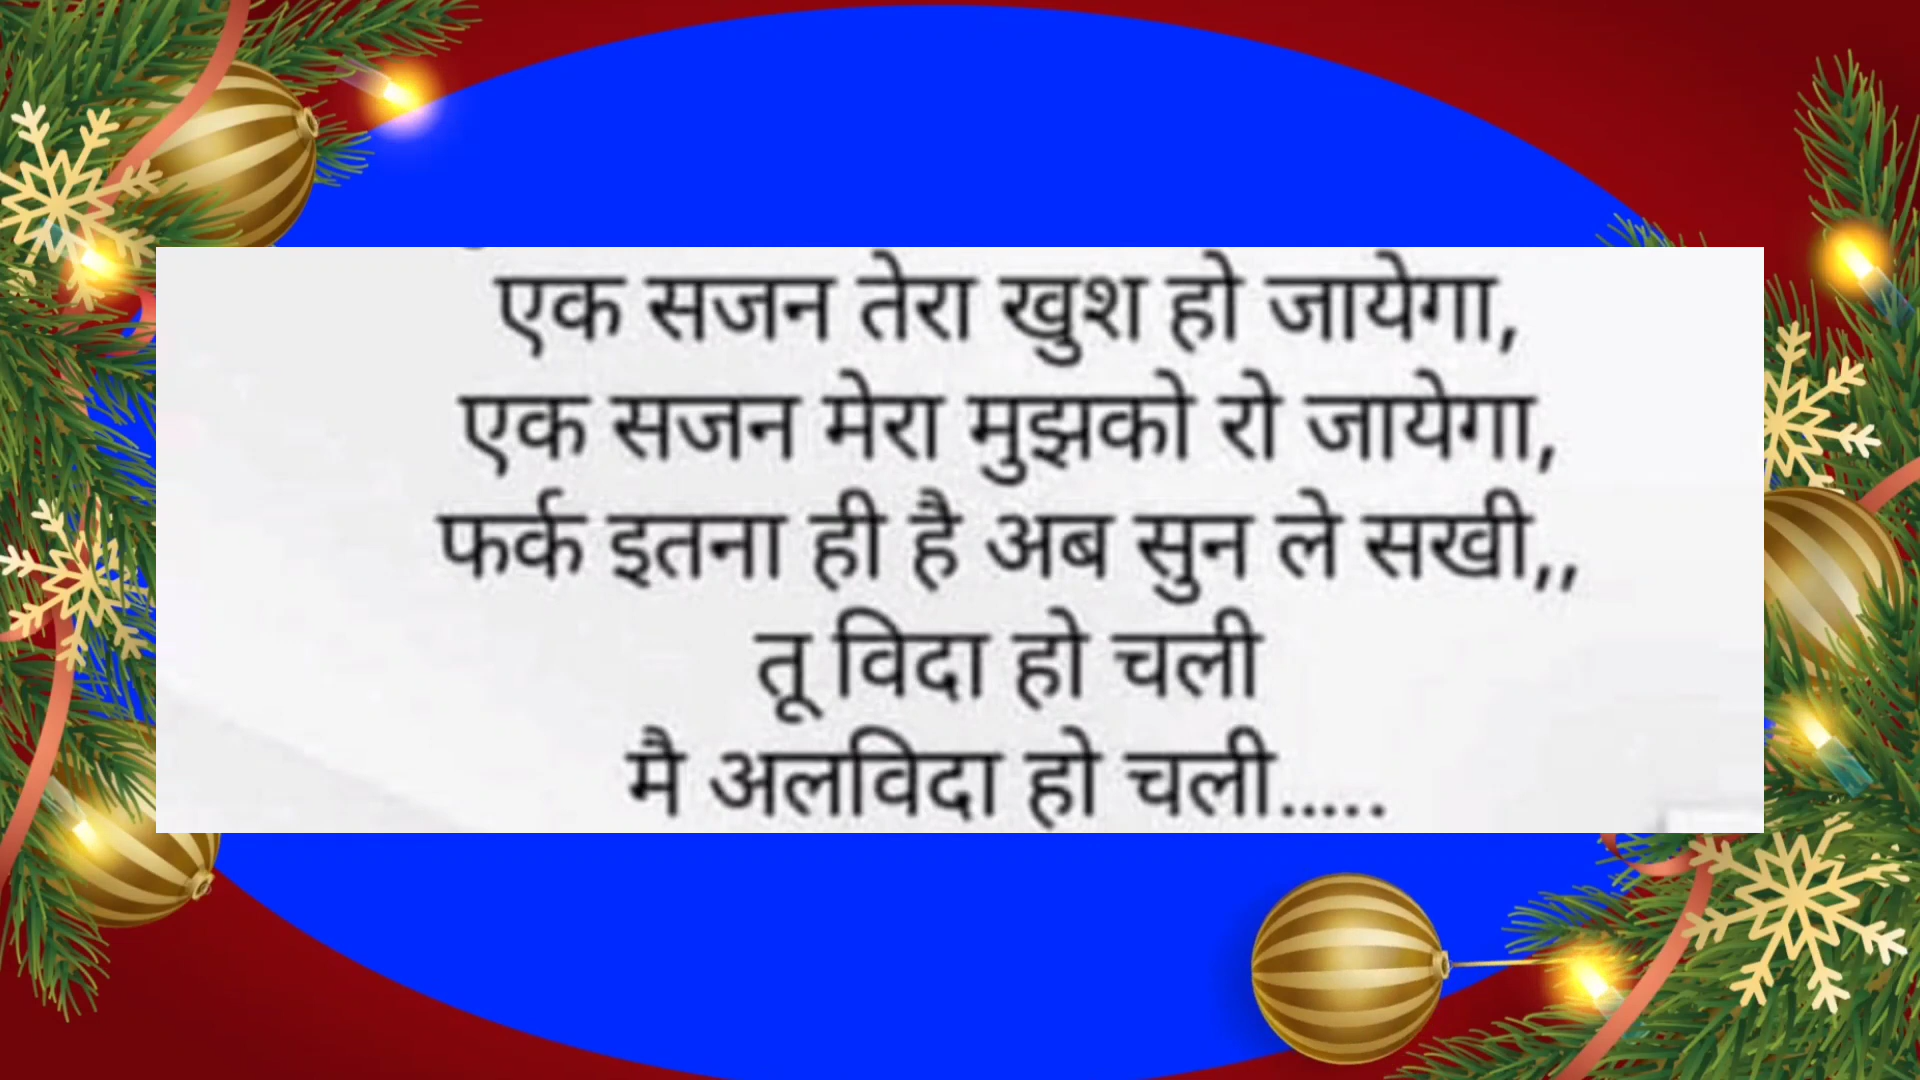 एक सजन तेरा खुश हो जायेगा,
एक सजन मेरा मुझको रो जायेगा,
फर्क इतना ही है अब सुन ले सखी,,
तू विदा हो चली
मै अलविदा हो चली.....